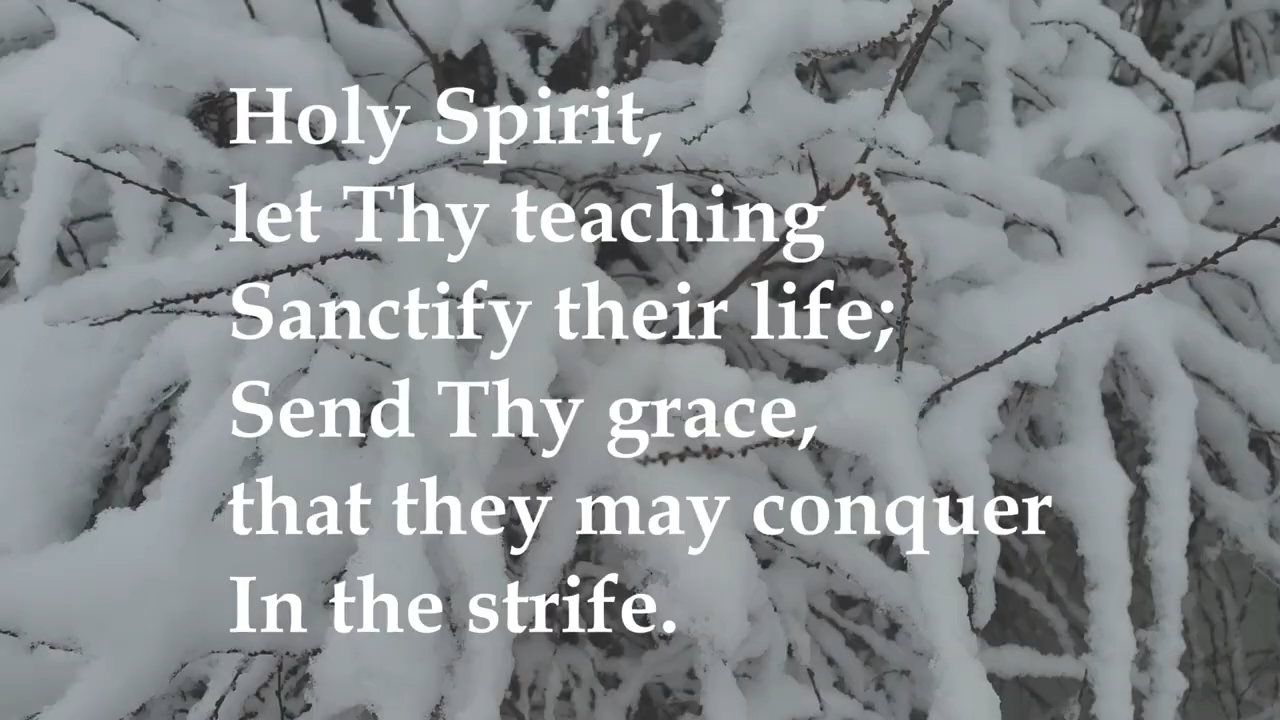 Holy Spirit,
let Thy teaching
Sanctify their life;
Send Thy grace,
that they may conquer
In the strife.